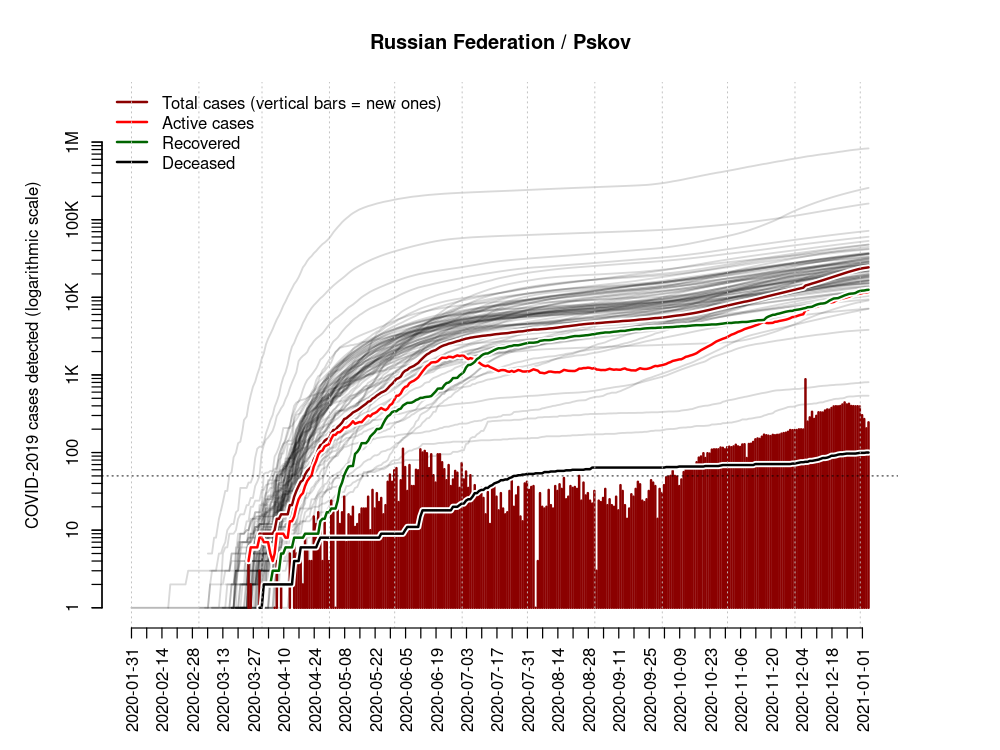 Russian Federation / Pskov
Total cases (vertical bars = new ones)
Active cases
Recovered
Deceased
COVID-2019 cases detected (logarithmic scale)
1M
100K
10K
1K
100
10
1
2020-01-31
2020-02-14
2020-02-28
2020-03-13
2020-03-27
2020-04-10
2020-04-24
2020-05-08
2020-05-22
2020-06-05
2020-06-19
2020-07-03
2020-07-17
2020-07-31
2020-08-14
2020-08-28
2020-09-11
2020-09-25
2020-10-09
2020-10-23
2020-11-06
2020-11-20
2020-12-04
2020-12-18
2021-01-01